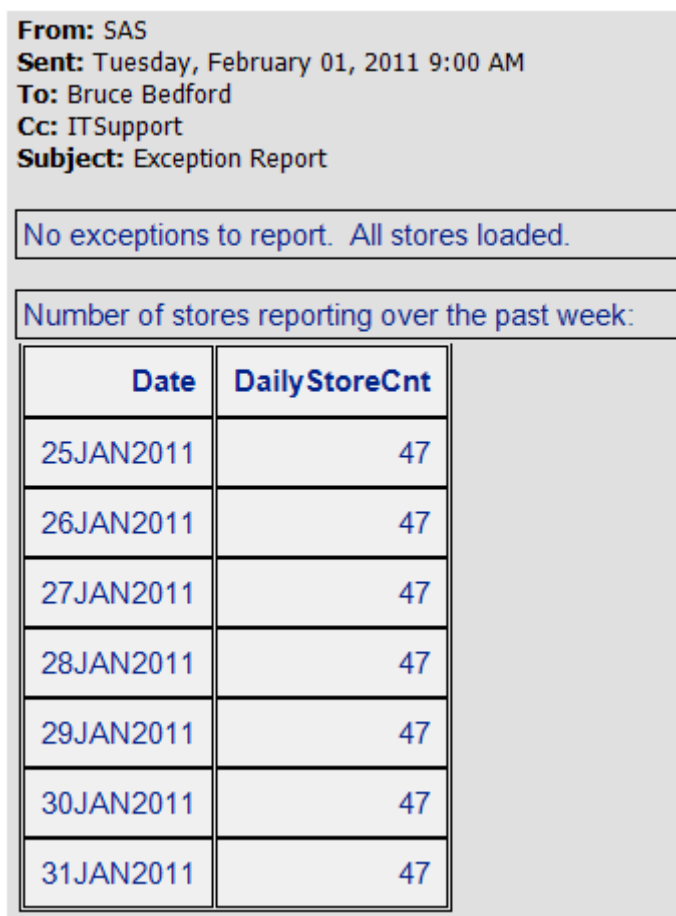 From: SAS
Sent: Tuesday, February 01, 2011 9:00 AM
To: Bruce Bedford
Cc: ITSupport
Subject: Exception Report
No exceptions to report.  All stores loaded.
Number of stores reporting over the past week:
Date DailyStoreCnt
25JAN2011 47
26JAN2011 47
27JAN2011 47
28JAN2011 47
29JAN2011 47
30JAN2011 47
31JAN2011 47